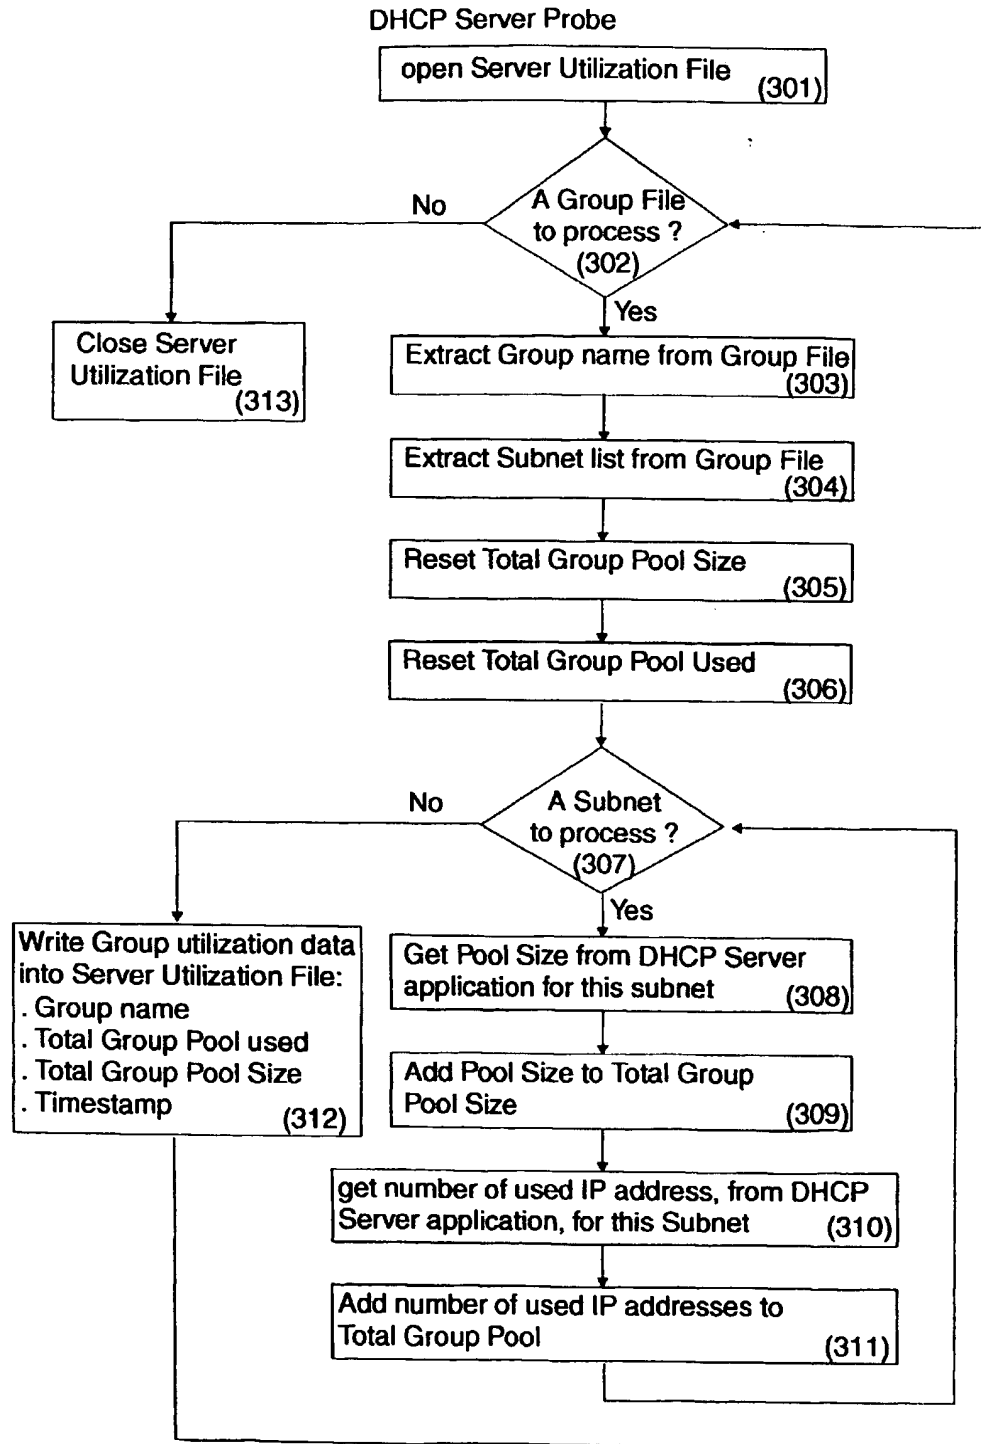 DHCP Server Probe
open Server Utilization File
(301)
A Group File
to process ?
(302)
No
Yes
Close Server
Utilization File
(313)
Extract Group name from Group File
(303)
Extract Subnet list from Group File
(304)
Reset Total Group Pool Size
(305)
Reset Total Group Pool Used
(306)
A Subnet
to process ?
(307)
No
Yes
Write Group utilization data
into Server Utilization File:
. Group name
. Total Group Pool used
. Total Group Pool Size
. Timestamp
(312)
Get Pool Size from DHCP Server
application for this subnet
(308)
Add Pool Size to Total Group
Pool Size
(309)
get number of used IP address, from DHCP
Server application, for this Subnet
(310)
Add number of used IP addresses to
Total Group Pool
(311)